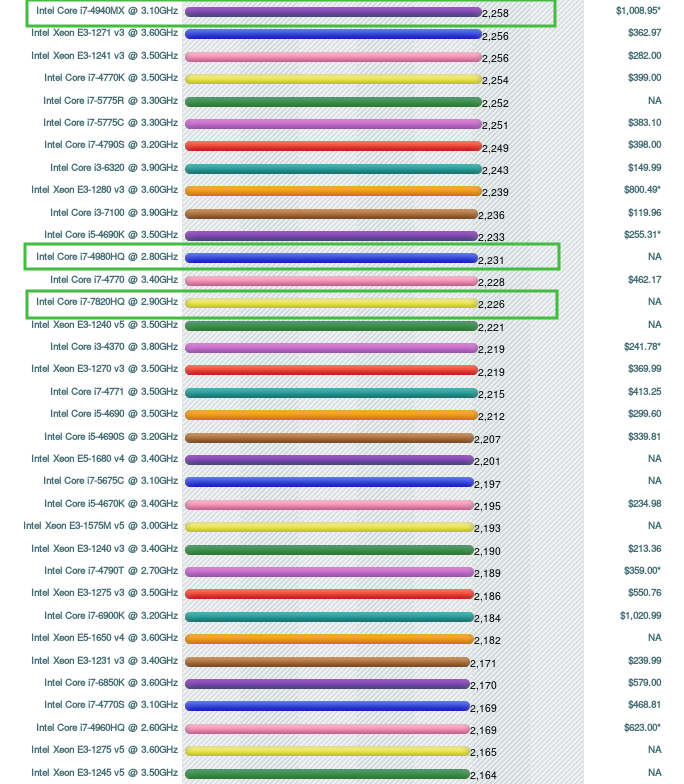 Intel Core i7-4940MX @ 3.10GHz 2,258 $1,008.95*
Intel Xeon E3-1271 v3 @ 3.60GHz 2,256 $362.97
Intel Xeon E3-1241 v3 @ 3.50GHz 2,256 $282.00
Intel Core i7-4770K @ 3.50GHz 2,254 $399.00
Intel Core i7-5775R @ 3.30GHz 2,252 NA
Intel Core i7-5775C @ 3.30GHz 2,251 $383.10
Intel Core i7-4790S @ 3.20GHz 2,249 $398.00
Intel Core i3-6320 @ 3.90GHz 2,243 $149.99
Intel Xeon E3-1280 v3 @ 3.60GHz 2,239 $800.49*
Intel Core i3-7100 @ 3.90GHz 2,236 $119.96
Intel Core i5-4690K @ 3.50GHz 2,233 $255.31*
Intel Core i7-4980HQ @ 2.80GHz 2,231 NA
Intel Core i7-4770 @ 3.40GHz 2,228 $462.17
Intel Core i7-7820HQ @ 2.90GHz 2,226 NA
Intel Xeon E3-1240 v5 @ 3.50GHz 2,221 NA
Intel Core i3-4370 @ 3.80GHz 2,219 $241.78*
Intel Xeon E3-1270 v3 @ 3.50GHz 2,219 $369.99
Intel Core i7-4771 @ 3.50GHz 2,215 $413.25
Intel Core i5-4690 @ 3.50GHz 2,212 $299.60
Intel Core i5-4690S @ 3.20GHz 2,207 $339.81
Intel Xeon E5-1680 v4 @ 3.40GHz 2,201 NA
Intel Core i7-5675C @ 3.10GHz 2,197 NA
Intel Core i5-4670K @ 3.40GHz 2,195 $234.98
Intel Xeon E3-1575M v5 @ 3.00GHz 2,193 NA
Intel Xeon E3-1240 v3 @ 3.40GHz 2,190 $213.36
Intel Core i7-4790T @ 2.70GHz 2,189 $359.00*
Intel Xeon E3-1275 v3 @ 3.50GHz 2,186 $550.76
Intel Core i7-6900K @ 3.20GHz 2,184 $1,020.99
Intel Xeon E5-1650 v4 @ 3.60GHz 2,182 NA
Intel Xeon E3-1231 v3 @ 3.40GHz 2,171 $239.99
Intel Core i7-6850K @ 3.60GHz 2,170 $579.00
Intel Core i7-4770S @ 3.10GHz 2,169 $468.81
Intel Core i7-4960HQ @ 2.60GHz 2,169 $623.00*
Intel Xeon E3-1275 v5 @ 3.60GHz 2,165 NA
Intel Xeon E3-1245 v5 @ 3.50GHz 2,164 NA